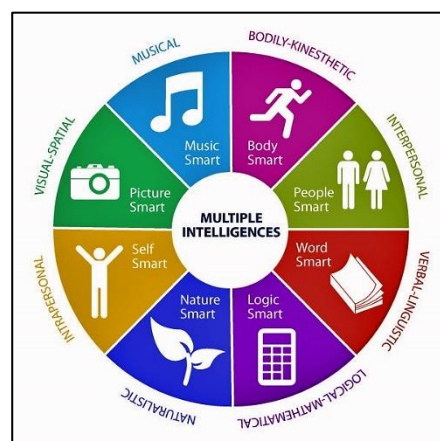 MUSICAL
Music
Smart
BODILY-KINESTHETIC
Body
Smart
INTERPERSONAL
People
Smart
VERBAL-LINGUISTIC
Word
Smart
LOGICAL-MATHEMATICAL
Logic
Smart
NATURALISTIC
Nature
Smart
INTRAPERSONAL
Self
Smart
VISUAL-SPATIAL
Picture
Smart
MULTIPLE
INTELLIGENCES